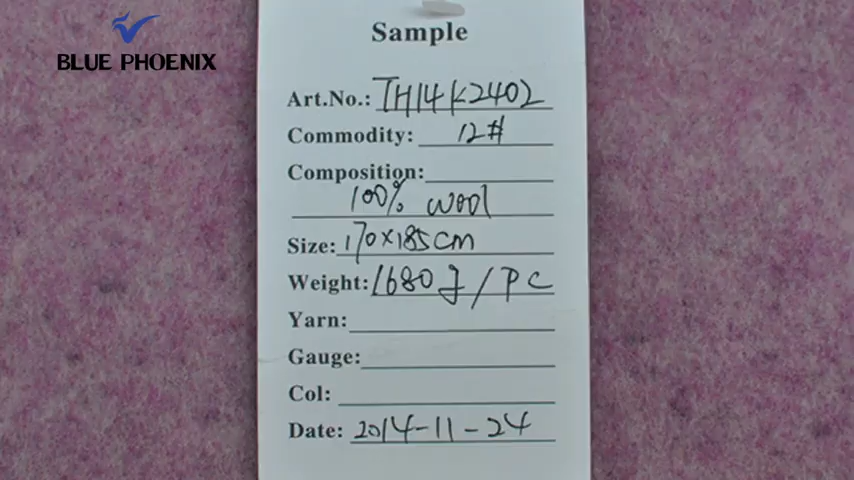 BLUE PHOENIX
Sample
Art.No.: TH14K2402
Commodity: 12#
Composition:
100% wool
Size: 170x185cm
Weight: 1680g/PC
Yarn:
Gauge:
Col:
Date: 2014-11-24